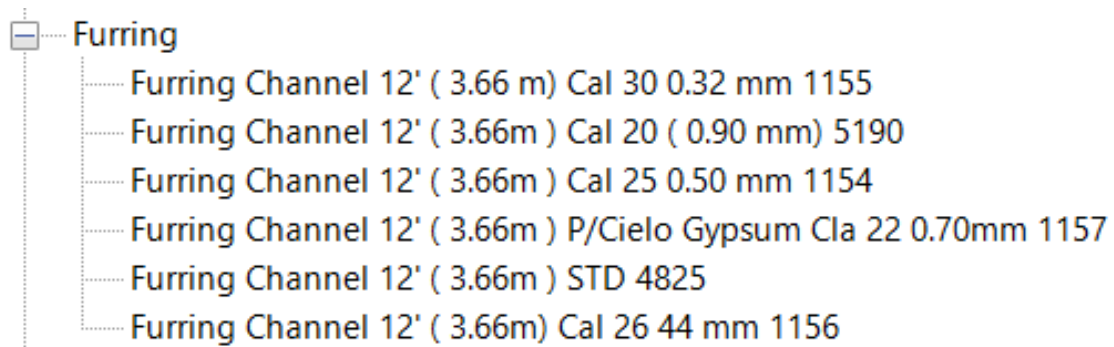 Furring
Furring Channel 12' ( 3.66 m) Cal 30 0.32 mm 1155
Furring Channel 12' ( 3.66m ) Cal 20 ( 0.90 mm) 5190
Furring Channel 12' ( 3.66m ) Cal 25 0.50 mm 1154
Furring Channel 12' ( 3.66m ) P/Cielo Gypsum Cla 22 0.70mm 1157
Furring Channel 12' ( 3.66m ) STD 4825
Furring Channel 12' ( 3.66m) Cal 26 44 mm 1156